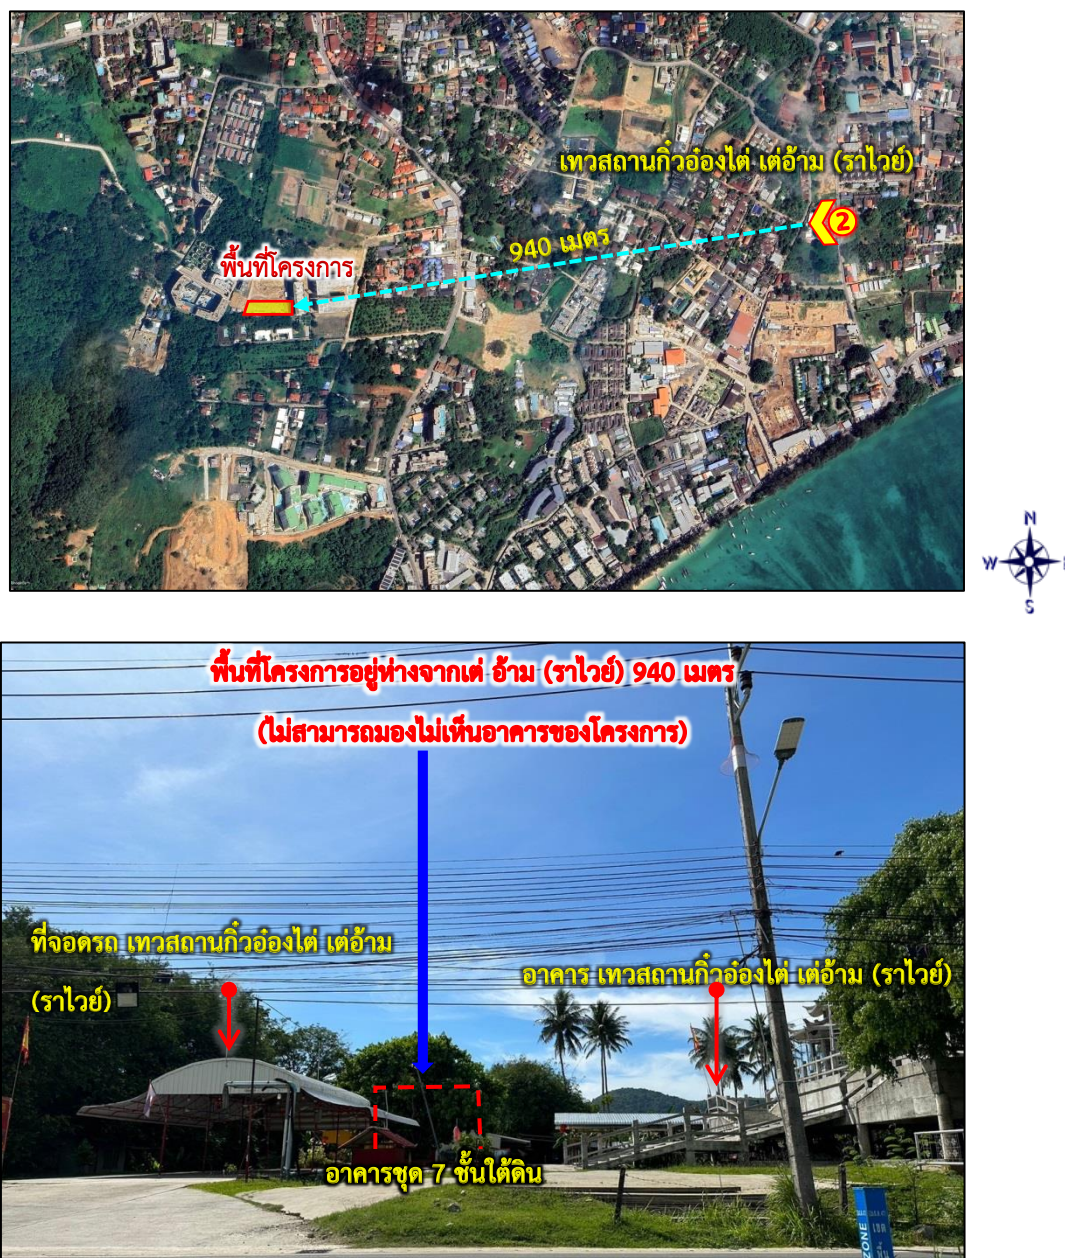 เทวสถานกิ๋วอ๋องไต่ เต่อ้าม (ราไวย์)
2
940 เมตร
พื้นที่โครงการ
N
W
S
พื้นที่โครงการอยู่ห่างจากเต่ อ้าม (ราไวย์) 940 เมตร
(ไม่สามารถมองไม่เห็นอาคารของโครงการ)
ที่จอดรถ เทวสถานกิ๋วอ๋องไต่ เต่อ้าม
(ราไวย์)
อาคาร เทวสถานกิ๋วอ๋องไต่ เต่อ้าม (ราไวย์)
อาคารชุด 7 ชั้นใต้ดิน
ZONE
เขต